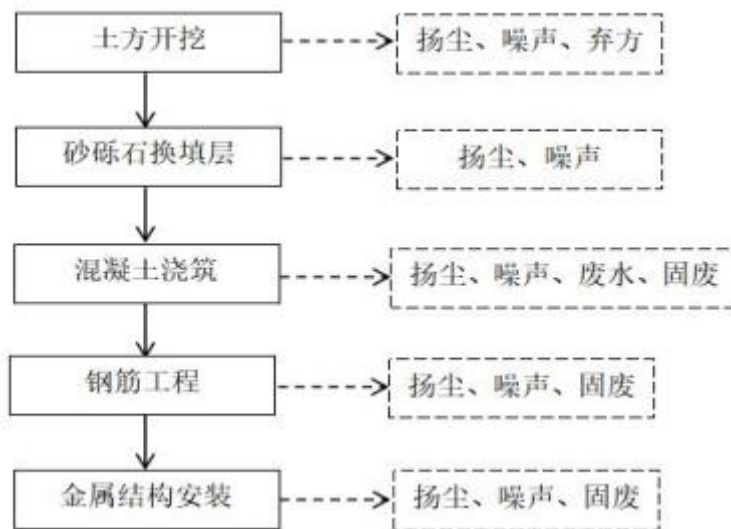 土方开挖
扬尘、噪声、弃方
砂砾石换填层
扬尘、噪声
混凝土浇筑
扬尘、噪声、废水、固废
钢筋工程
扬尘、噪声、固废
金属结构安装
扬尘、噪声、固废